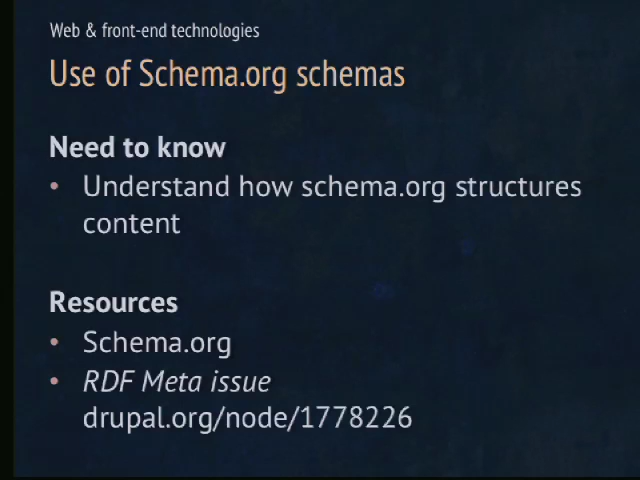 Web & front-end technologies
Use of Schema.org schemas
Need to know
• Understand how schema.org structures
content
Resources
• Schema.org
• RDF Meta issue
drupal.org/node/1778226